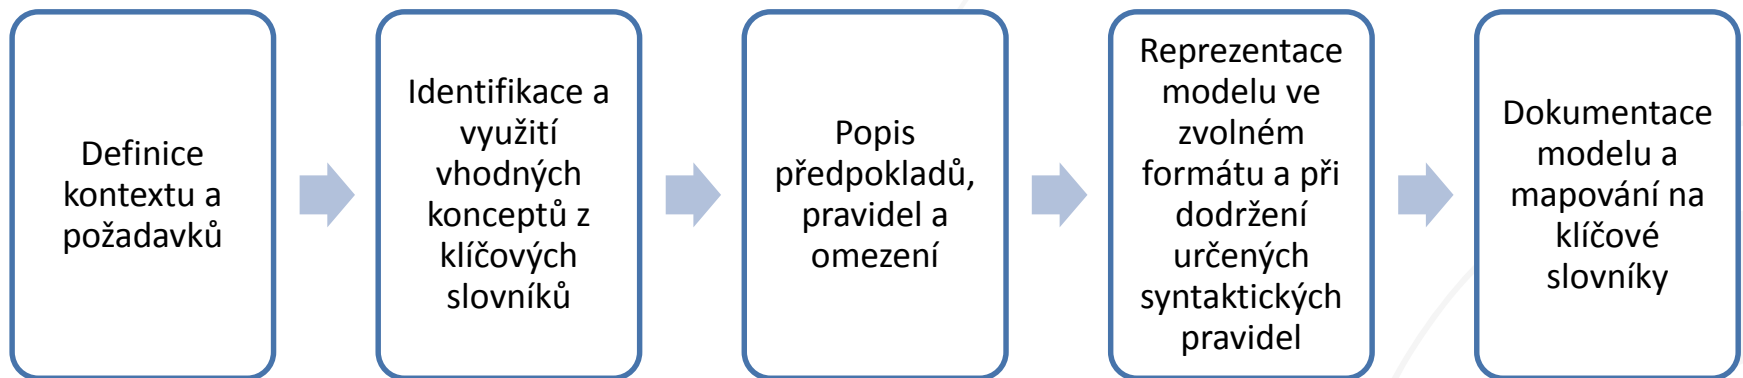 Definice
kontextu a
požadavků
Identifikace a
využití
vhodných
konceptů z
klíčových
slovníků
Popis
předpokladů,
pravidel a
omezení
Reprezentace
modelu ve
zvolném
formátu a při
dodržení
určených
syntaktických
pravidel
Dokumentace
modelu a
mapování na
klíčové
slovníky